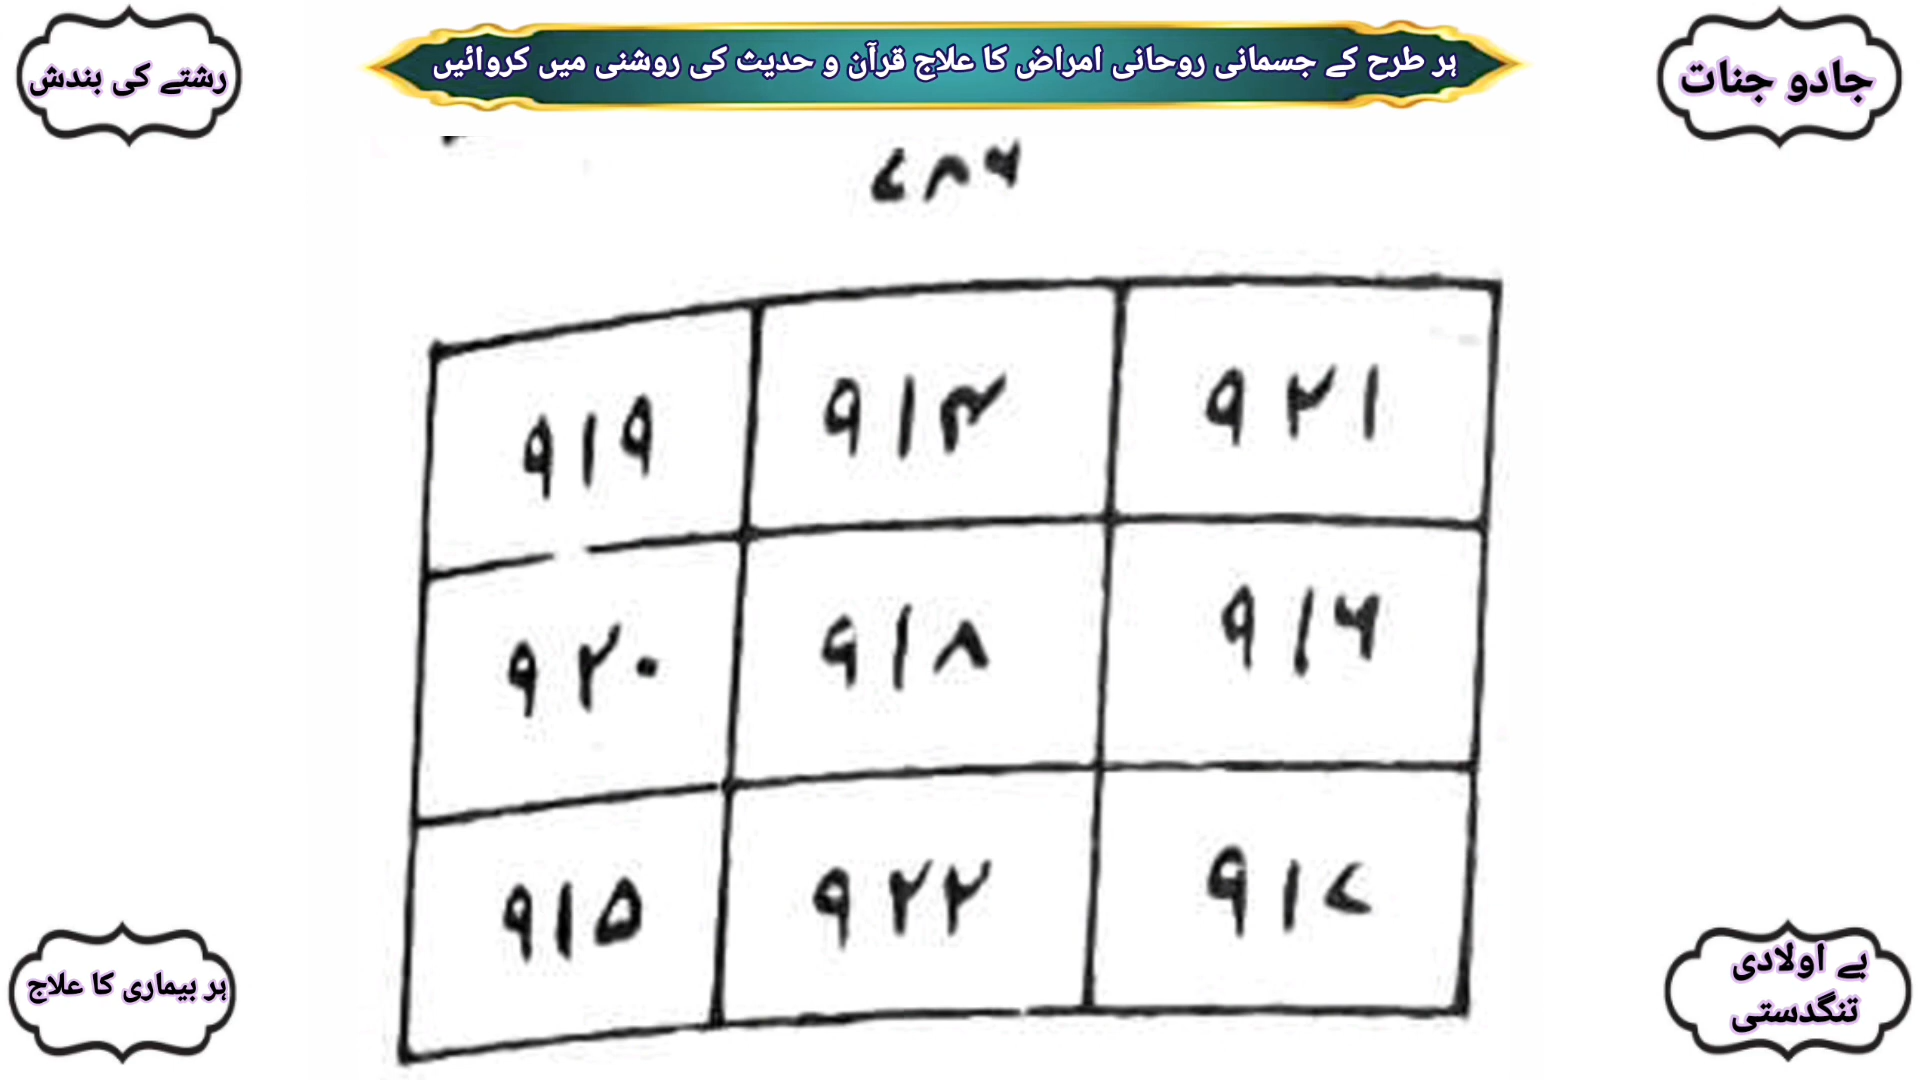 ہر طرح کے جسمانی روحانی امراض کا علاج قرآن و حدیث کی روشنی میں کروائیں
جادو جنات
رشتے کی بندش
۷۸۶
۹۱۹ ۹۱۴ ۹۲۱
۹۲۰ ۹۱۸ ۹۱۶
۹۱۵ ۹۲۲ ۹۱۷
بے اولادی
تنگدستی
ہر بیماری کا علاج